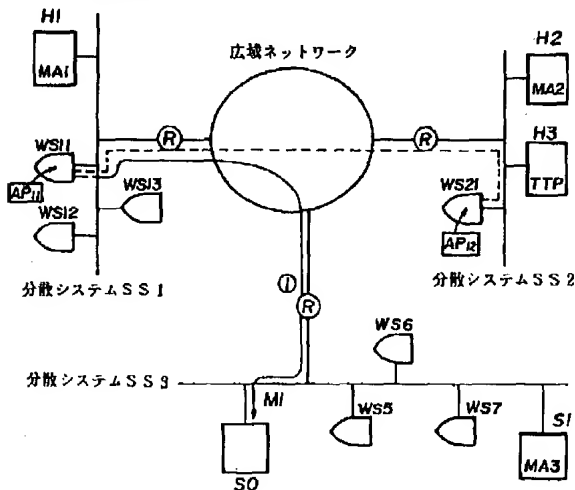 H1
MA1
広域ネットワーク
H2
MA2
R
R
H3
TTP
WS11
AP11
WS13
WS12
WS21
AP12
分散システムSS1
分散システムSS2
①
R
WS6
分散システムSS3
M1
WS5
WS7
S1
MA3
SO